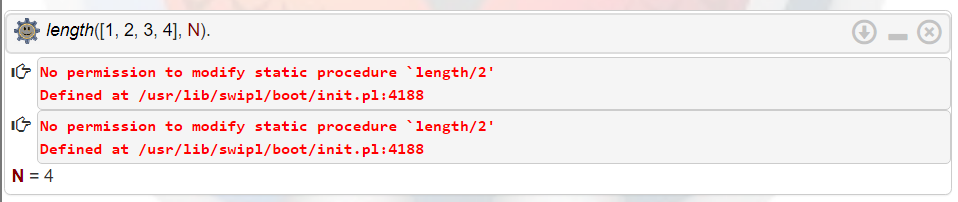 length([1, 2, 3, 4], N).
No permission to modify static procedure `length/2'
Defined at /usr/lib/swipl/boot/init.pl:4188
No permission to modify static procedure `length/2'
Defined at /usr/lib/swipl/boot/init.pl:4188
N = 4